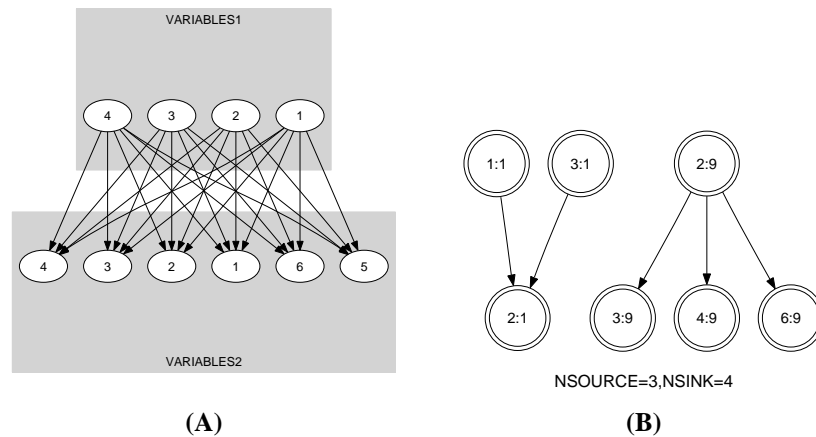 VARIABLES1
4 3 2 1
4 3 2 1 6 5
VARIABLES2
1:1 3:1 2:9
2:1 3:9 4:9 6:9
NSOURCE=3,NSINK=4
(A) (B)